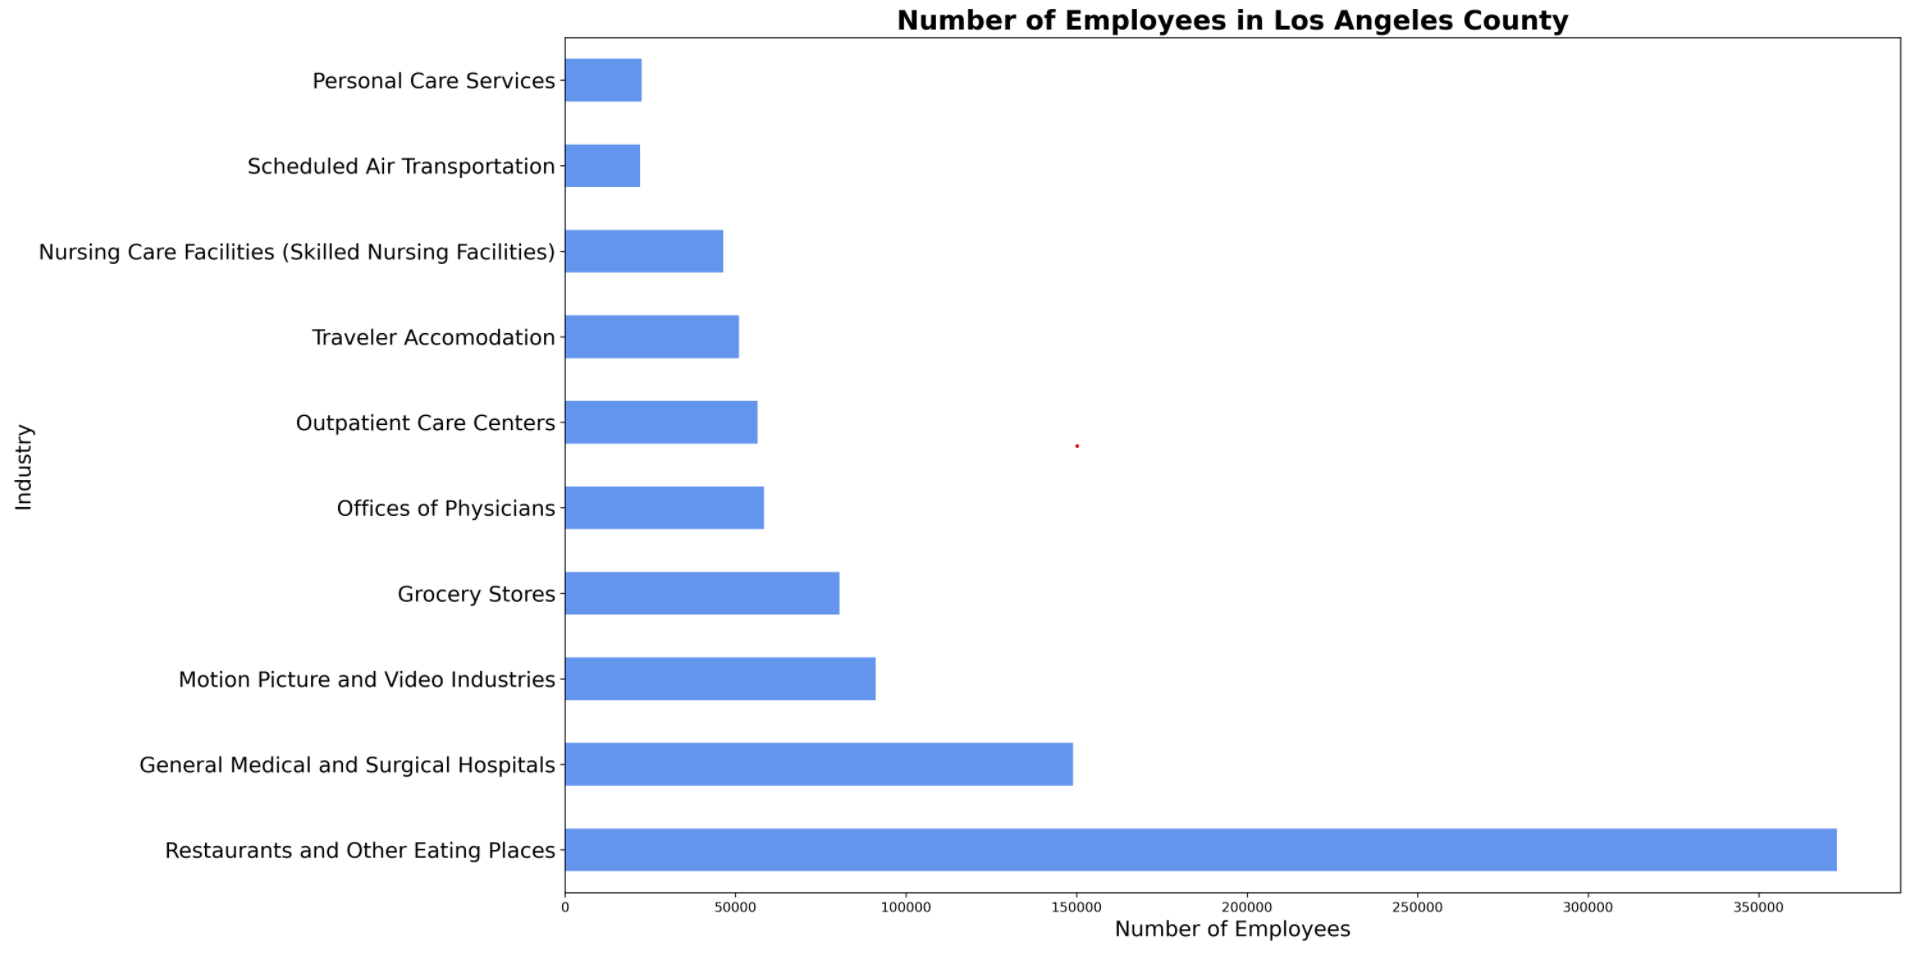 Number of Employees in Los Angeles County
Personal Care Services
Scheduled Air Transportation
Nursing Care Facilities (Skilled Nursing Facilities)
Traveler Accomodation
Outpatient Care Centers
Offices of Physicians
Grocery Stores
Motion Picture and Video Industries
General Medical and Surgical Hospitals
Restaurants and Other Eating Places
Industry
0 50000 100000 150000 200000 250000 300000 350000
Number of Employees